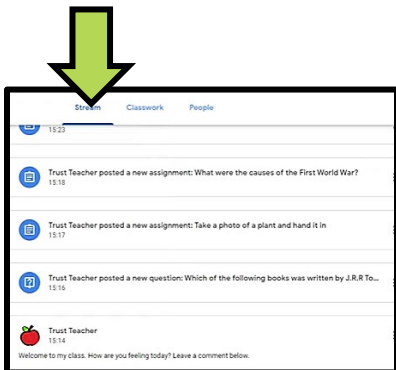 Stream Classwork People
15:23
Trust Teacher posted a new assignment: What were the causes of the First World War?
15:18
Trust Teacher posted a new assignment: Take a photo of a plant and hand it in
15:17
Trust Teacher posted a new question: Which of the following books was written by J.R.R To...
15:16
Trust Teacher
15:14
Welcome to my class. How are you feeling today? Leave a comment below.